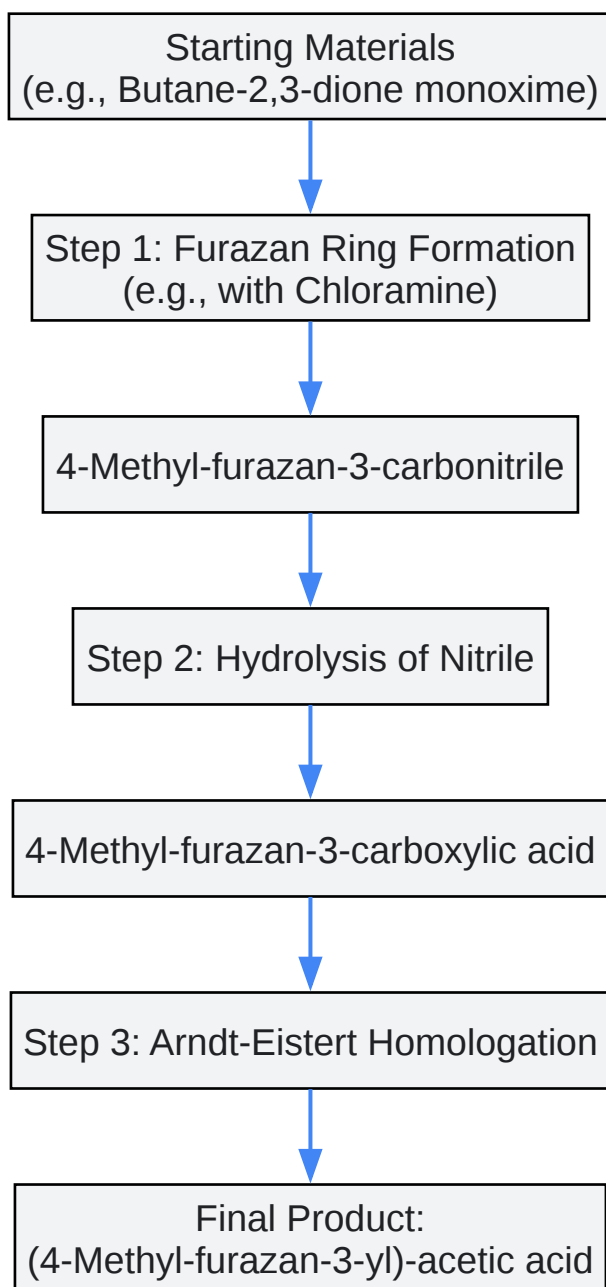 Starting Materials
(e.g., Butane-2,3-dione monoxime)
Step 1: Furazan Ring Formation
(e.g., with Chloramine)
4-Methyl-furazan-3-carbonitrile
Step 2: Hydrolysis of Nitrile
4-Methyl-furazan-3-carboxylic acid
Step 3: Arndt-Eistert Homologation
Final Product:
(4-Methyl-furazan-3-yl)-acetic acid